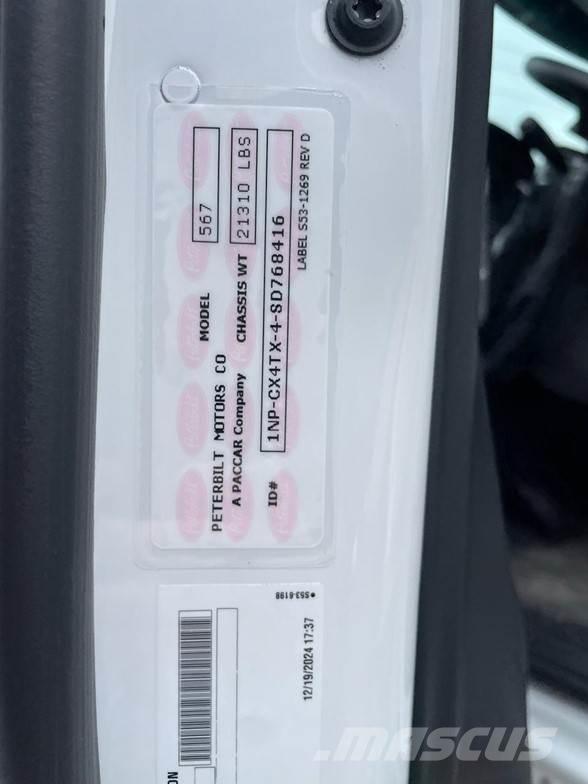 PETERBILT MOTORS CO MODEL 567
A PACCAR Company CHASSIS WT 21310 LBS
ID# 1NP-CX4TX-4-SD768416
LABEL S53-1269 REV D
● S53-6198
12/19/2024 17:37
MASCUS